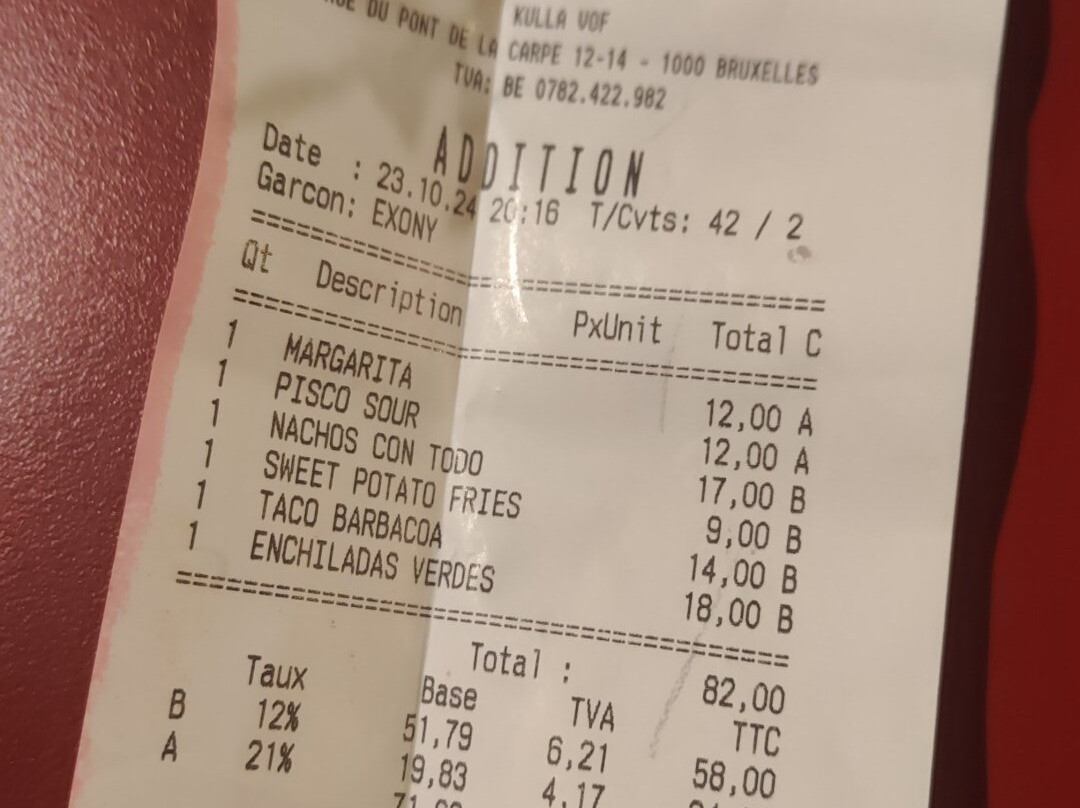 KULLA VOF
DU PONT DE LA CARPE 12-14 - 1000 BRUXELLES
TVA: BE 0782.422.982
ADDITION
Date : 23.10.24 20:16 T/Cvts: 42 / 2
Garcon: EXONY
==================================================
Qt Description PxUnit Total C
==================================================
1 MARGARITA 12,00 A
1 PISCO SOUR 12,00 A
1 NACHOS CON TODO 17,00 B
1 SWEET POTATO FRIES 9,00 B
1 TACO BARBACOA 14,00 B
1 ENCHILADAS VERDES 18,00 B
==================================================
Total : 82,00
Taux Base TVA TTC
B 12% 51,79 6,21 58,00
A 21% 19,83 4,17